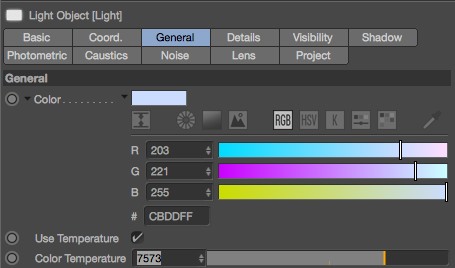 Light Object [Light]
Basic Coord. General Details Visibility Shadow
Photometric Caustics Noise Lens Project
General
Color . . . . . . . . .
RGB HSV K
R 203
G 221
B 255
# CBDDFF
Use Temperature
Color Temperature 7573